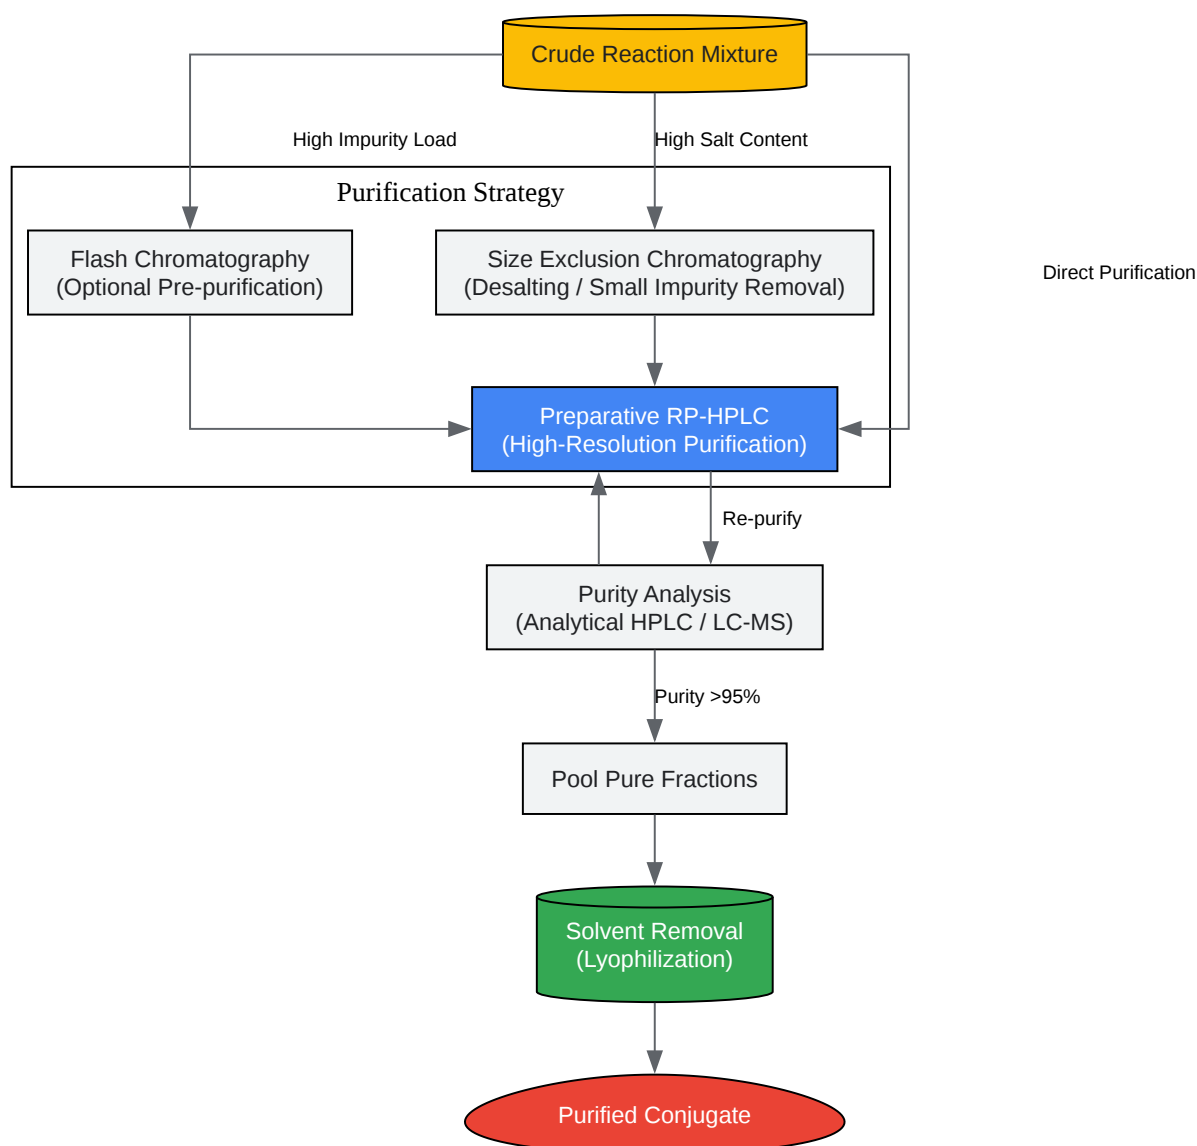 Crude Reaction Mixture
High Impurity Load
High Salt Content
Purification Strategy
Flash Chromatography
(Optional Pre-purification)
Size Exclusion Chromatography
(Desalting / Small Impurity Removal)
Direct Purification
Preparative RP-HPLC
(High-Resolution Purification)
Re-purify
Purity Analysis
(Analytical HPLC / LC-MS)
Purity >95%
Pool Pure Fractions
Solvent Removal
(Lyophilization)
Purified Conjugate